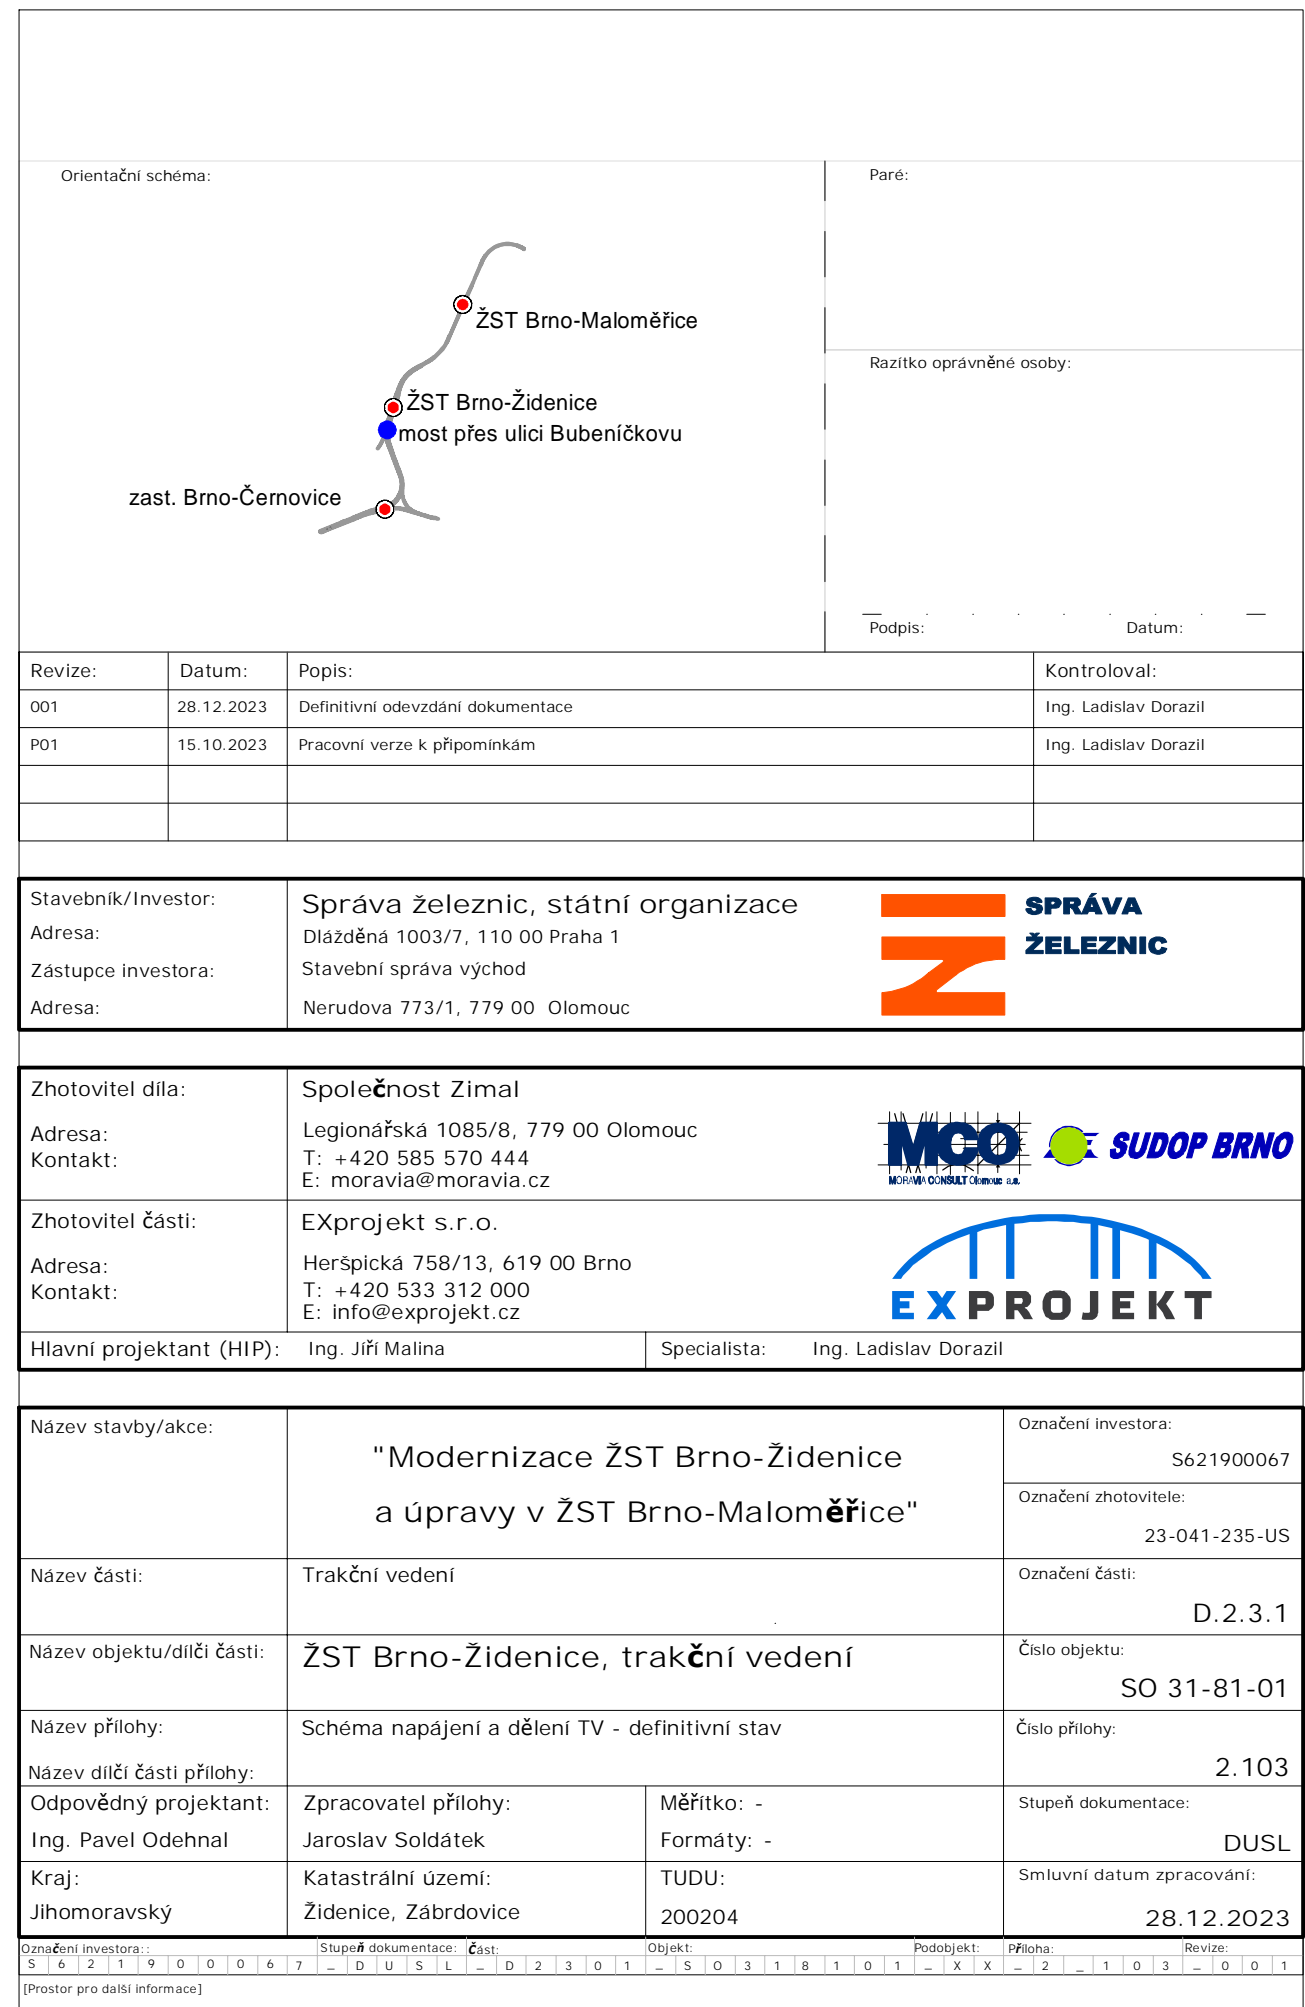 Orientační schéma:
Paré:
ŽST Brno-Maloměřice
ŽST Brno-Židenice
most přes ulici Bubeníčkovu
zast. Brno-Černovice
Razítko oprávněné osoby:
Podpis:
Datum:
Revize: Datum: Popis: Kontroloval:
001 28.12.2023 Definitivní odevzdání dokumentace Ing. Ladislav Dorazil
P01 15.10.2023 Pracovní verze k připomínkám Ing. Ladislav Dorazil
Stavebník/Investor: Správa železnic, státní organizace
Adresa: Dlážděná 1003/7, 110 00 Praha 1
Zástupce investora: Stavební správa východ
Adresa: Nerudova 773/1, 779 00 Olomouc
SPRÁVA
ŽELEZNIC
Zhotovitel díla: Společnost Zimal
Adresa: Legionářská 1085/8, 779 00 Olomouc
Kontakt: T: +420 585 570 444
E: moravia@moravia.cz
MCO
MORAVIA CONSULT Olomouc a.s.
SUDOP BRNO
Zhotovitel části: EXprojekt s.r.o.
Adresa: Heršpická 758/13, 619 00 Brno
Kontakt: T: +420 533 312 000
E: info@exprojekt.cz
EXPROJEKT
Hlavní projektant (HIP): Ing. Jiří Malina Specialista: Ing. Ladislav Dorazil
Název stavby/akce:
"Modernizace ŽST Brno-Židenice
a úpravy v ŽST Brno-Maloměřice"
Označení investora:
S621900067
Označení zhotovitele:
23-041-235-US
Název části: Trakční vedení
Označení části:
D.2.3.1
Název objektu/dílči části: ŽST Brno-Židenice, trakční vedení
Číslo objektu:
SO 31-81-01
Název přílohy: Schéma napájení a dělení TV - definitivní stav
Číslo přílohy:
2.103
Název dílčí části přílohy:
Odpovědný projektant: Zpracovatel přílohy: Měřítko: - Stupeň dokumentace:
Ing. Pavel Odehnal Jaroslav Soldátek Formáty: - DUSL
Kraj: Katastrální území: TUDU: Smluvní datum zpracování:
Jihomoravský Židenice, Zábrdovice 200204 28.12.2023
Označení investora:: Stupeň dokumentace: Část: Objekt: Podobjekt: Příloha: Revize:
S 6 2 1 9 0 0 0 6 7 _ D U S L _ D 2 3 0 1 _ S O 3 1 8 1 0 1 _ X X _ 2 _ 1 0 3 _ 0 0 1
[Prostor pro další informace]